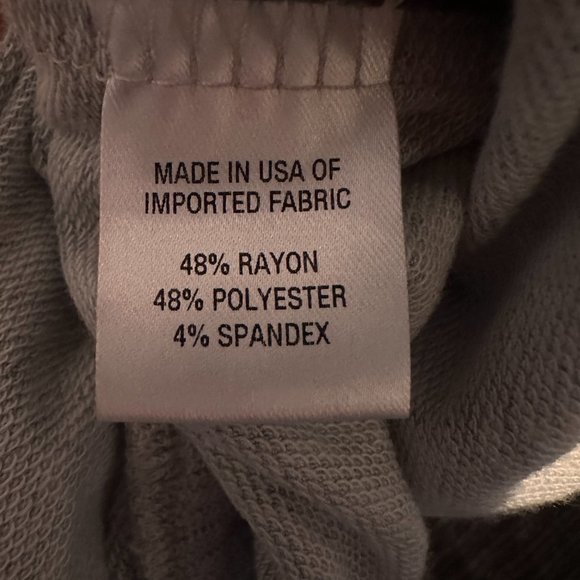 MADE IN USA OF
IMPORTED FABRIC
48% RAYON
48% POLYESTER
4% SPANDEX